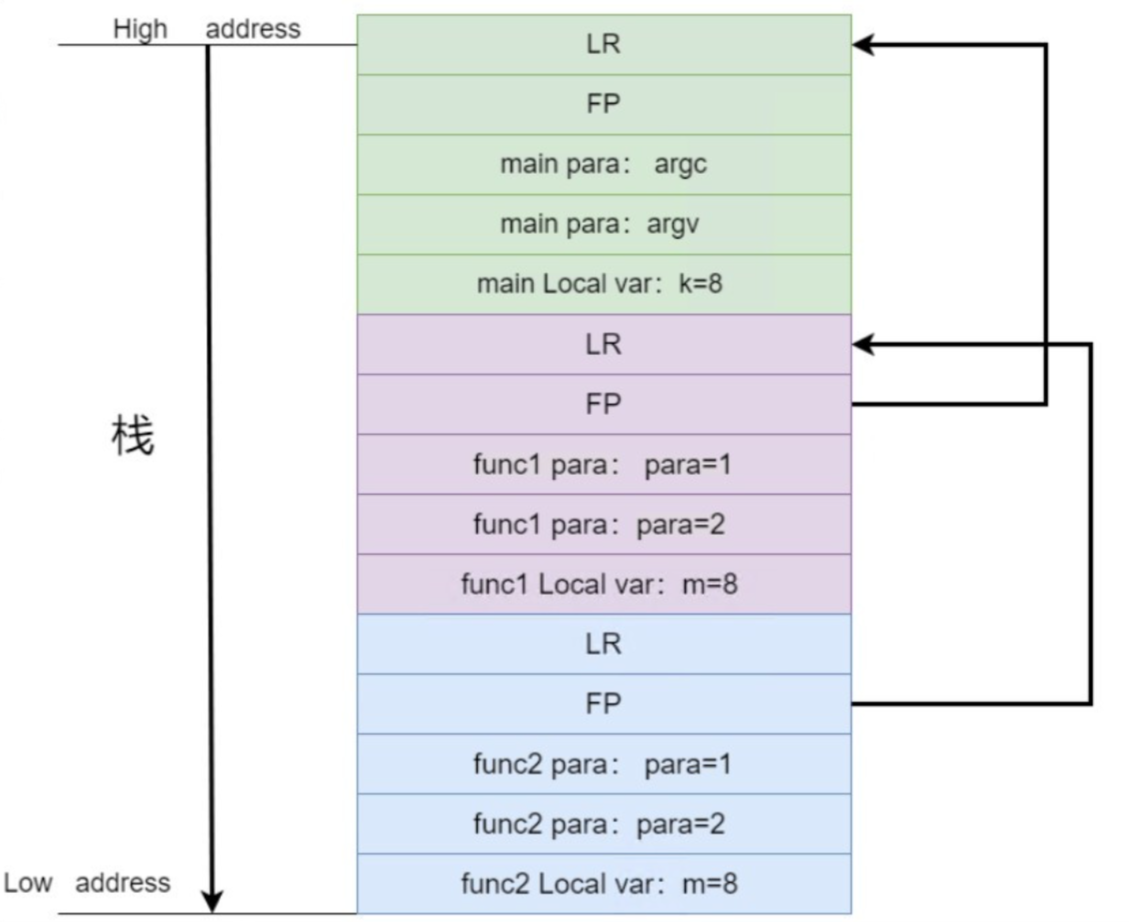 High address
LR
FP
main para： argc
main para：argv
main Local var：k=8
LR
FP
栈
func1 para： para=1
func1 para：para=2
func1 Local var：m=8
LR
FP
func2 para： para=1
func2 para：para=2
Low address
func2 Local var：m=8